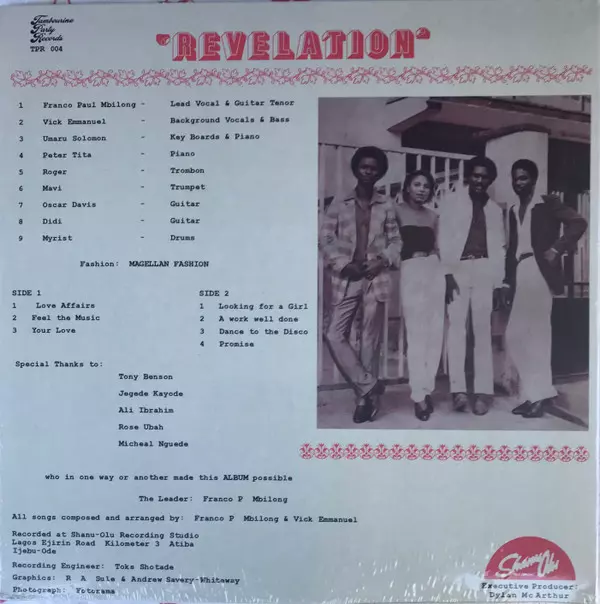 Tambourine
Party
Records
TPR 004
"REVELATION"
1 Franco Paul Mbilong - Lead Vocal & Guitar Tenor
2 Vick Emmanuel - Background Vocals & Bass
3 Umaru Solomon - Key Boards & Piano
4 Peter Tita - Piano
5 Roger - Trombon
6 Mavi - Trumpet
7 Oscar Davis - Guitar
8 Didi - Guitar
9 Myrist - Drums
Fashion: MAGELLAN FASHION
SIDE 1
1 Love Affairs
2 Feel the Music
3 Your Love
SIDE 2
1 Looking for a Girl
2 A work well done
3 Dance to the Disco
4 Promise
Special Thanks to:
Tony Benson
Jegede Kayode
Ali Ibrahim
Rose Ubah
Micheal Nguede
who in one way or another made this ALBUM possible
The Leader: Franco P Mbilong
All songs composed and arranged by: Franco P Mbilong & Vick Emmanuel
Recorded at Shanu-Olu Recording Studio
Lagos Ejirin Road Kilometer 3 Atiba
Ijebu-Ode
Recording Engineer: Toks Shotade
Graphics: R A Sule & Andrew Savery-Whiteway
Photograph: Fotorama
Shanu Olu
Executive Producer:
Dylan McArthur